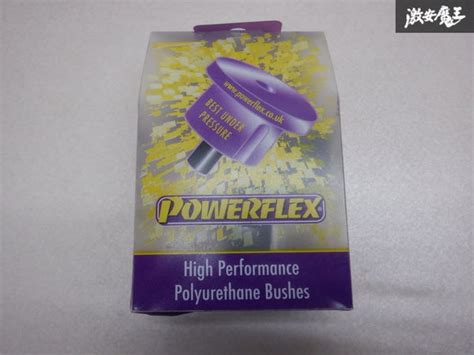 激安魔王
www.powerflex.co.uk
BEST UNDER
PRESSURE
POWERFLEX
High Performance
Polyurethane Bushes